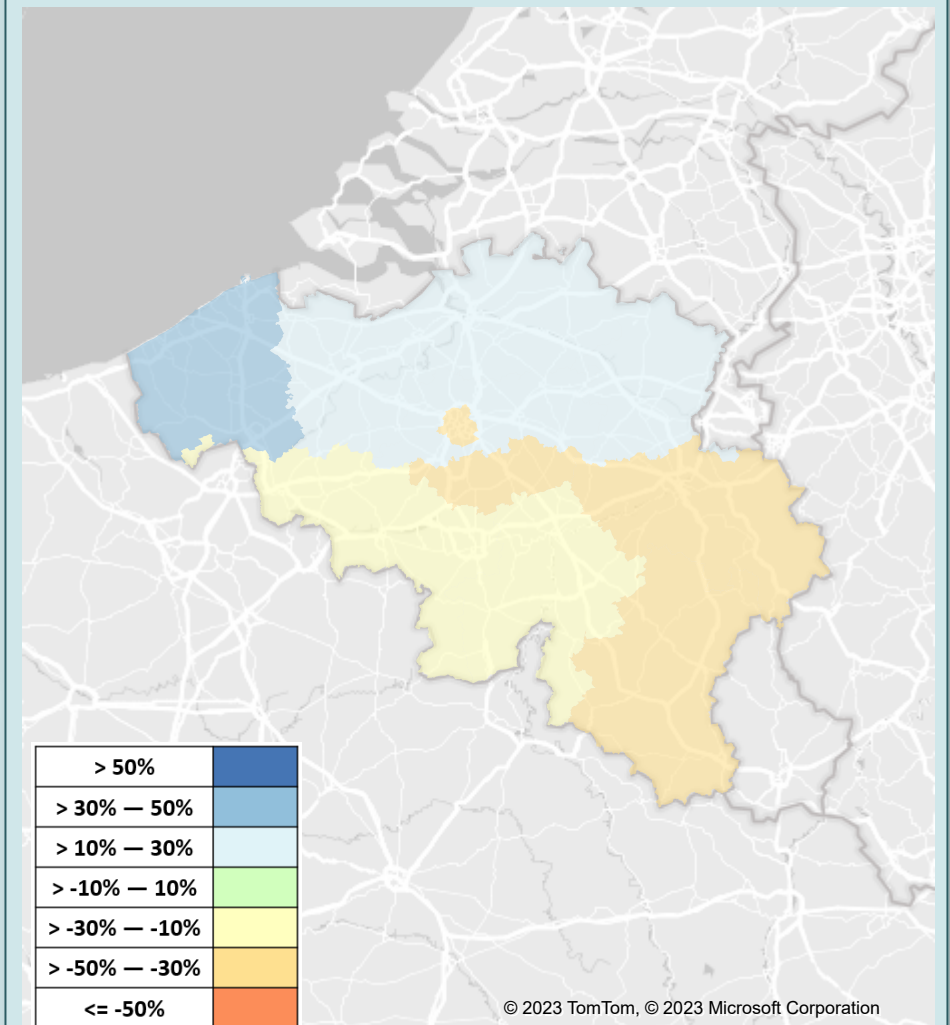 > 50%
> 30% — 50%
> 10% — 30%
> -10% — 10%
> -30% — -10%
> -50% — -30%
<= -50%
© 2023 TomTom, © 2023 Microsoft Corporation